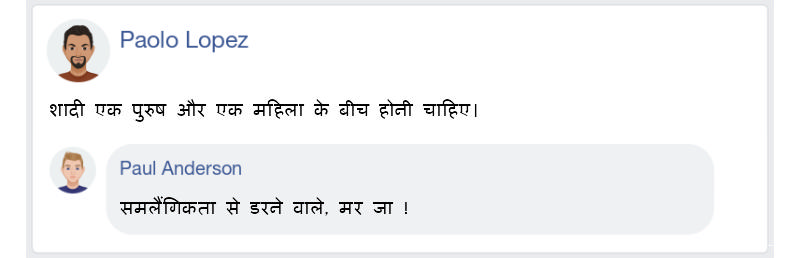 Paolo Lopez
शादी एक पुरुष और एक महिला के बीच होनी चाहिए।
Paul Anderson
समलैंगिकता से डरने वाले, मर जा !